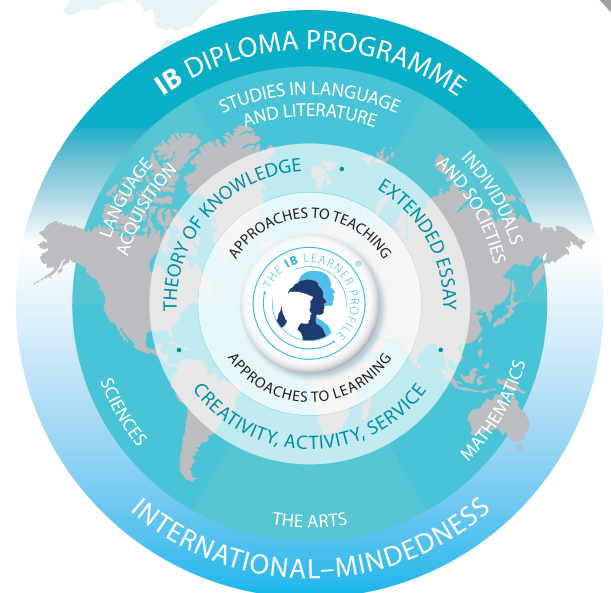 IB DIPLOMA PROGRAMME
STUDIES IN LANGUAGE
AND LITERATURE
LANGUAGE
ACQUISITION
INDIVIDUALS
AND SOCIETIES
THEORY OF KNOWLEDGE
EXTENDED ESSAY
APPROACHES TO TEACHING
THE IB LEARNER PROFILE ®
APPROACHES TO LEARNING
CREATIVITY, ACTIVITY, SERVICE
SCIENCES
MATHEMATICS
THE ARTS
INTERNATIONAL–MINDEDNESS